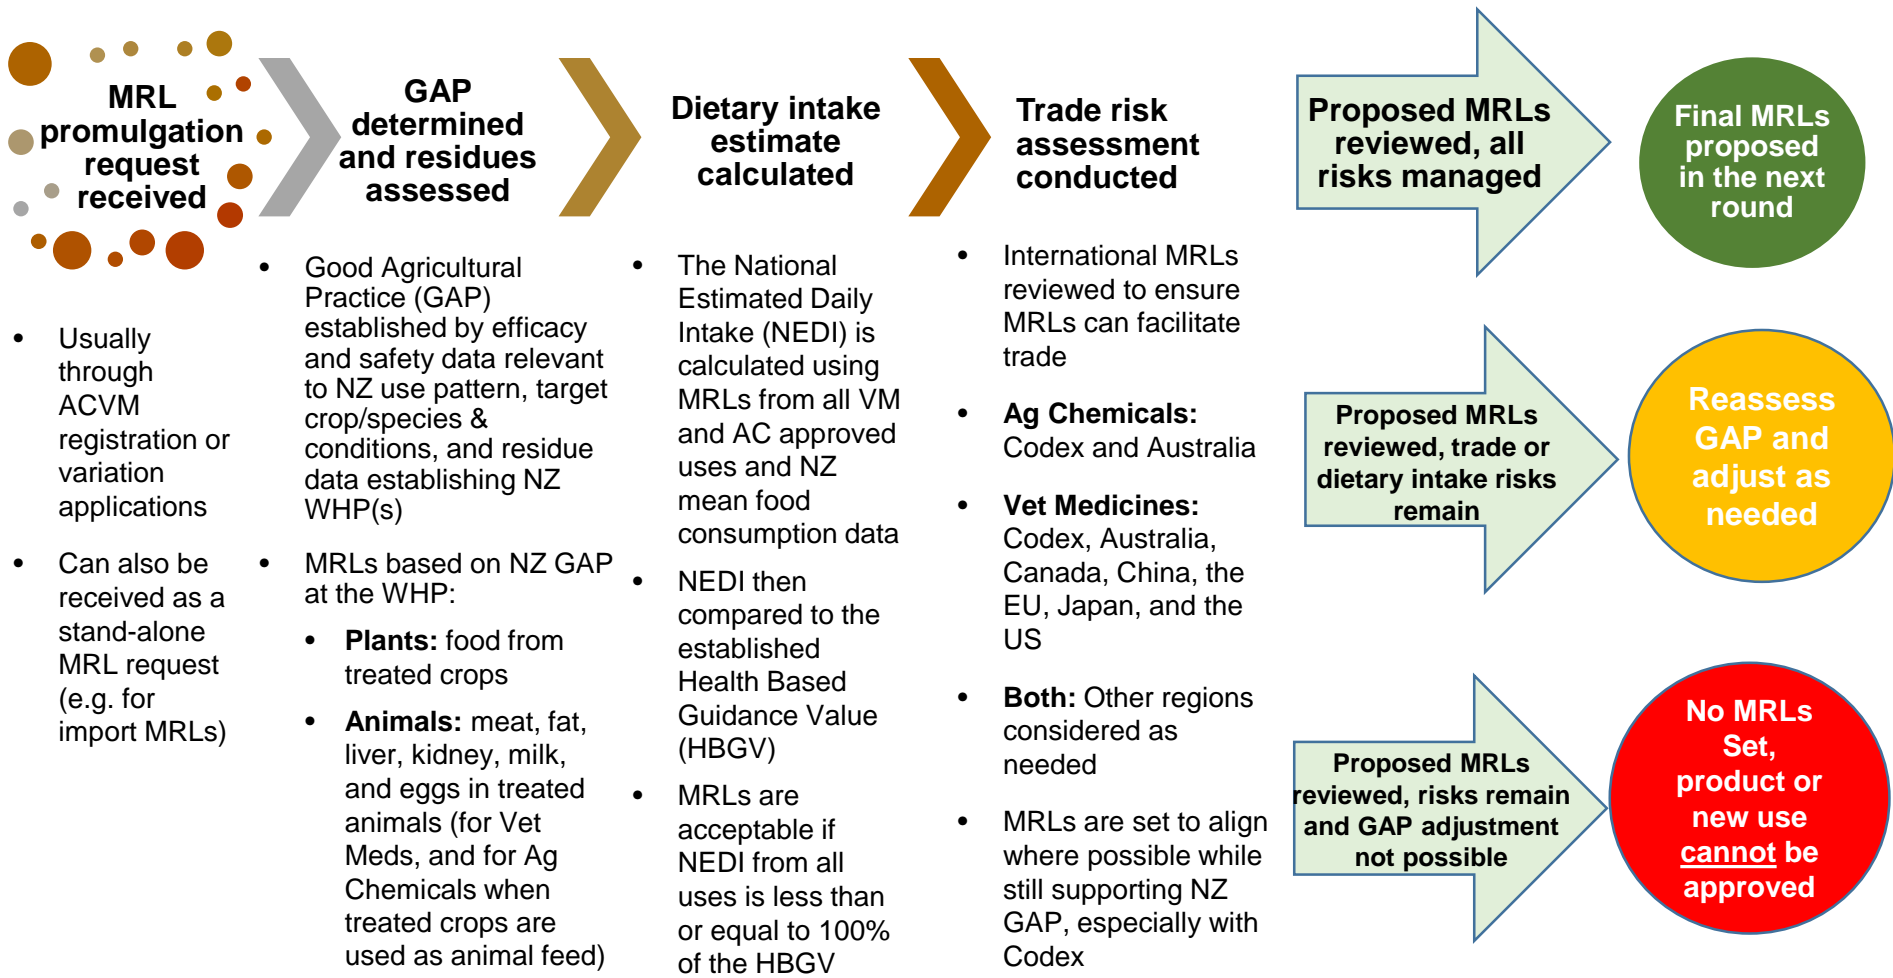 MRL
promulgation
request
received
• Usually
through
ACVM
registration or
variation
applications
• Can also be
received as a
stand-alone
MRL request
(e.g. for
import MRLs)
GAP
determined
and residues
assessed
• Good Agricultural
Practice (GAP)
established by efficacy
and safety data relevant
to NZ use pattern, target
crop/species &
conditions, and residue
data establishing NZ
WHP(s)
• MRLs based on NZ GAP
at the WHP:
• Plants: food from
treated crops
• Animals: meat, fat,
liver, kidney, milk,
and eggs in treated
animals (for Vet
Meds, and for Ag
Chemicals when
treated crops are
used as animal feed)
Dietary intake
estimate
calculated
• The National
Estimated Daily
Intake (NEDI) is
calculated using
MRLs from all VM
and AC approved
uses and NZ
mean food
consumption data
• NEDI then
compared to the
established
Health Based
Guidance Value
(HBGV)
• MRLs are
acceptable if
NEDI from all
uses is less than
or equal to 100%
of the HBGV
Trade risk
assessment
conducted
• International MRLs
reviewed to ensure
MRLs can facilitate
trade
• Ag Chemicals:
Codex and Australia
• Vet Medicines:
Codex, Australia,
Canada, China, the
EU, Japan, and the
US
• Both: Other regions
considered as
needed
• MRLs are set to align
where possible while
still supporting NZ
GAP, especially with
Codex
Proposed MRLs
reviewed, all
risks managed
Final MRLs
proposed
in the next
round
Proposed MRLs
reviewed, trade or
dietary intake risks
remain
Reassess
GAP and
adjust as
needed
Proposed MRLs
reviewed, risks remain
and GAP adjustment
not possible
No MRLs
Set,
product or
new use
cannot be
approved